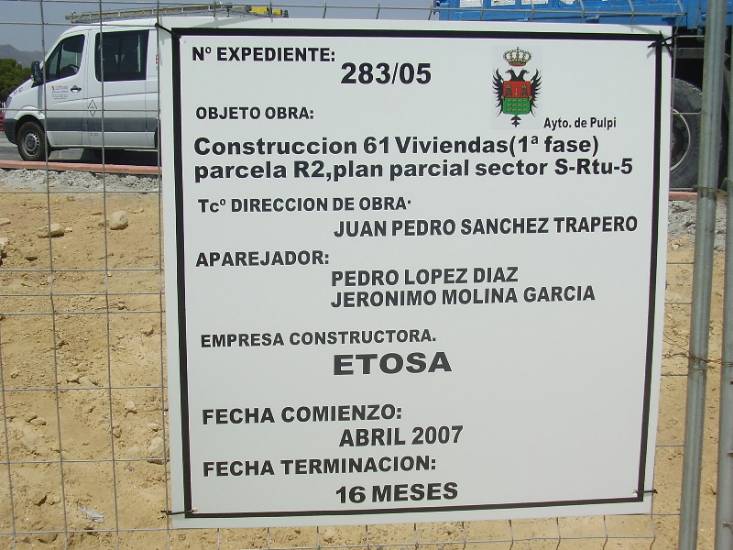 Nº EXPEDIENTE:
283/05
Ayto. de Pulpi
OBJETO OBRA:
Construccion 61 Viviendas(1ª fase)
parcela R2,plan parcial sector S-Rtu-5
Tcº DIRECCION DE OBRA·
JUAN PEDRO SANCHEZ TRAPERO
APAREJADOR:
PEDRO LOPEZ DIAZ
JERONIMO MOLINA GARCIA
EMPRESA CONSTRUCTORA.
ETOSA
FECHA COMIENZO:
ABRIL 2007
FECHA TERMINACION:
16 MESES